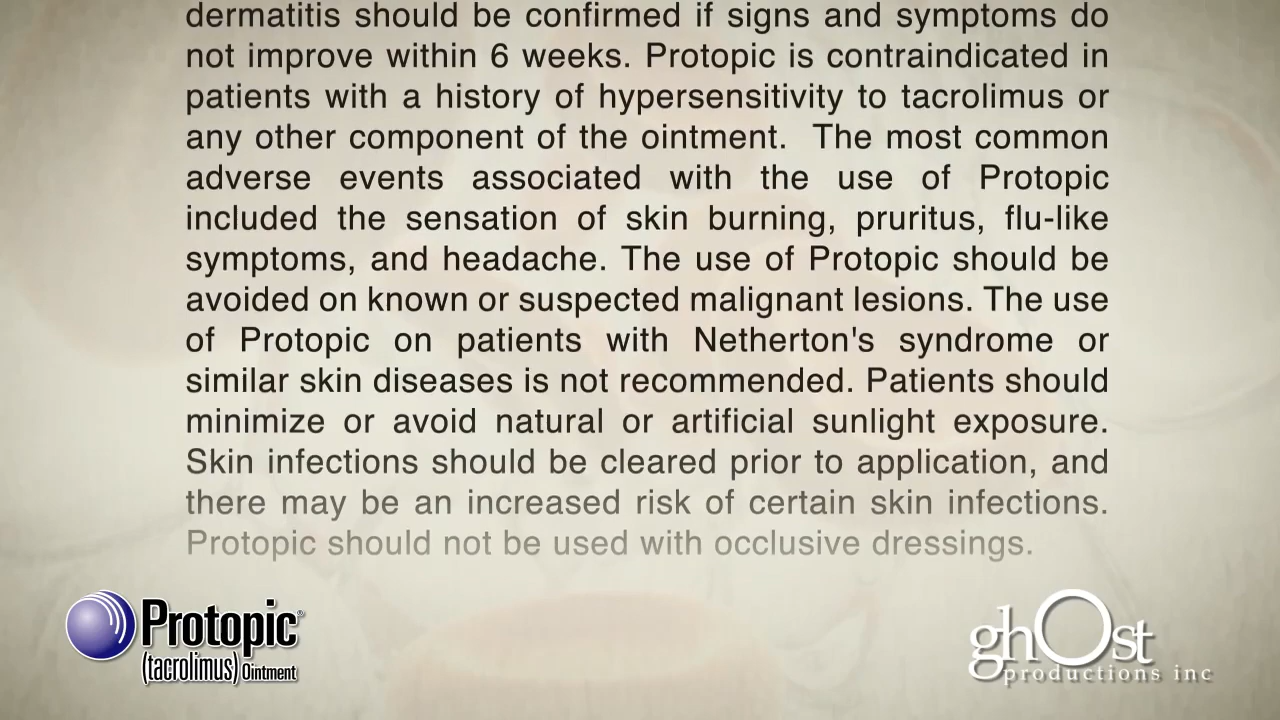 dermatitis should be confirmed if signs and symptoms do
not improve within 6 weeks. Protopic is contraindicated in
patients with a history of hypersensitivity to tacrolimus or
any other component of the ointment.  The most common
adverse events associated with the use of Protopic
included the sensation of skin burning, pruritus, flu-like
symptoms, and headache. The use of Protopic should be
avoided on known or suspected malignant lesions. The use
of Protopic on patients with Netherton's syndrome or
similar skin diseases is not recommended. Patients should
minimize or avoid natural or artificial sunlight exposure.
Skin infections should be cleared prior to application, and
there may be an increased risk of certain skin infections.
Protopic should not be used with occlusive dressings.
Protopic®
(tacrolimus) Ointment
ghOst
productions inc